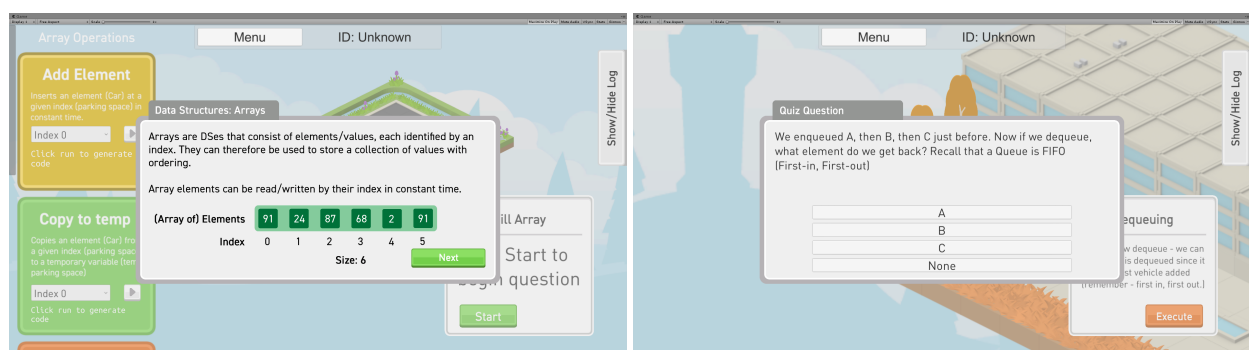 Array Operations
Menu
ID: Unknown
Add Element
Inserts an element (Car) at a
given index (parking space) in
constant time.
Index 0
Click run to generate
code
Copy to temp
Copies an element (Car) fro
a given index (parking spac
to a temporary variable (tem
parking space)
Index 0
Click run to generate
code
Data Structures: Arrays
Arrays are DSes that consist of elements/values, each identified by an
index. They can therefore be used to store a collection of values with
ordering.
Array elements can be read/written by their index in constant time.
(Array of) Elements 91 24 87 68 2 91
Index 0 1 2 3 4 5
Size: 6
Next
Show/Hide Log
ill Array
Start to
question
Start
Menu
ID: Unknown
Show/Hide Log
Quiz Question
We enqueued A, then B, then C just before. Now if we dequeue,
what element do we get back? Recall that a Queue is FIFO
(First-in, First-out)
A
B
C
None
equeuing
w dequeue - we can
is dequeued since it
st vehicle added
(remember - first in, first out.)
Execute